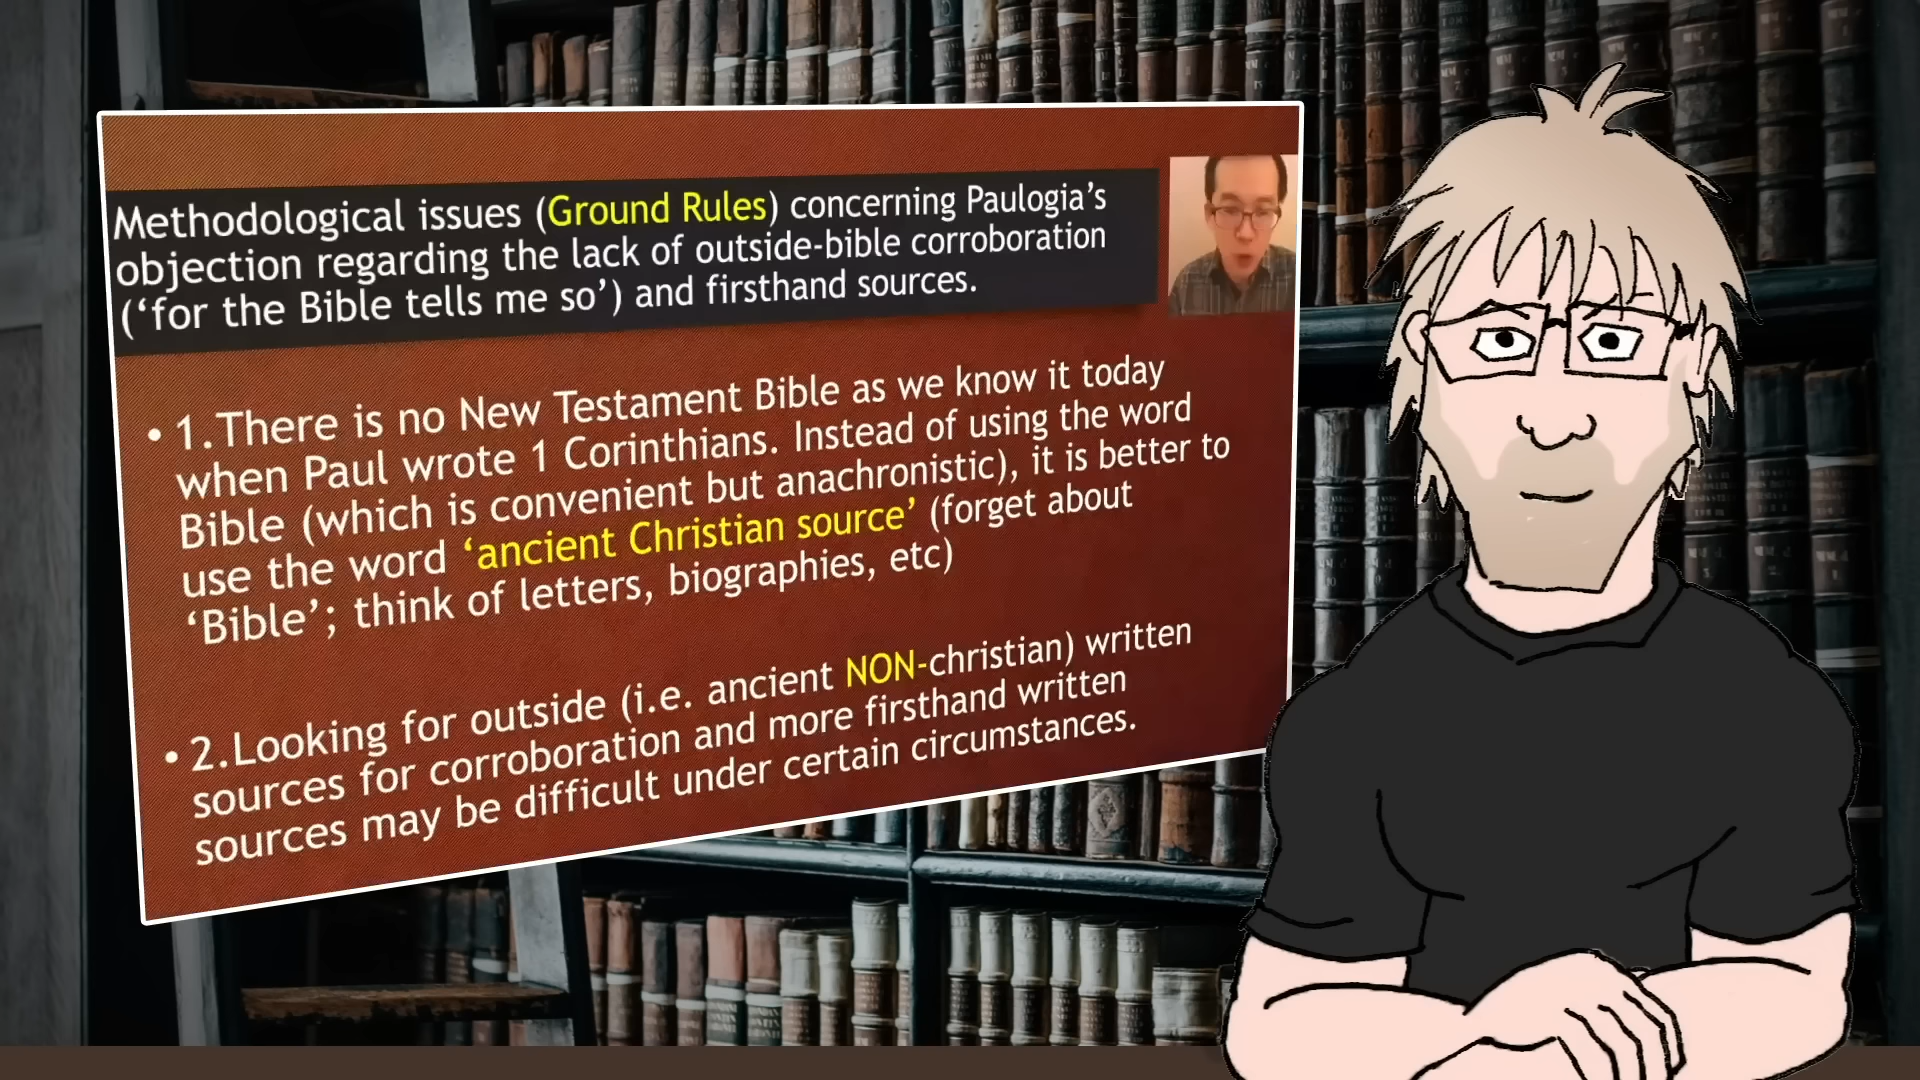 Methodological issues (Ground Rules) concerning Paulogia's
objection regarding the lack of outside-bible corroboration
('for the Bible tells me so') and firsthand sources.
• 1.There is no New Testament Bible as we know it today
when Paul wrote 1 Corinthians. Instead of using the word
Bible (which is convenient but anachronistic), it is better to
use the word 'ancient Christian source' (forget about
'Bible'; think of letters, biographies, etc)
• 2.Looking for outside (i.e. ancient NON-christian) written
sources for corroboration and more firsthand written
sources may be difficult under certain circumstances.